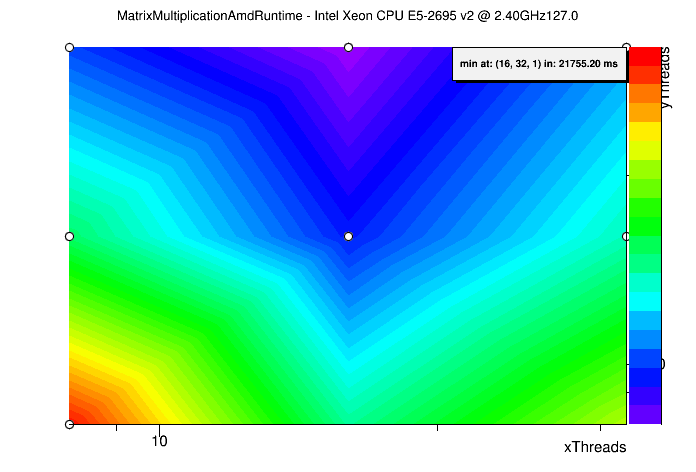 MatrixMultiplicationAmdRuntime - Intel Xeon CPU E5-2695 v2 @ 2.40GHz127.0
min at: (16, 32, 1) in: 21755.20 ms
yThreads
10
xThreads